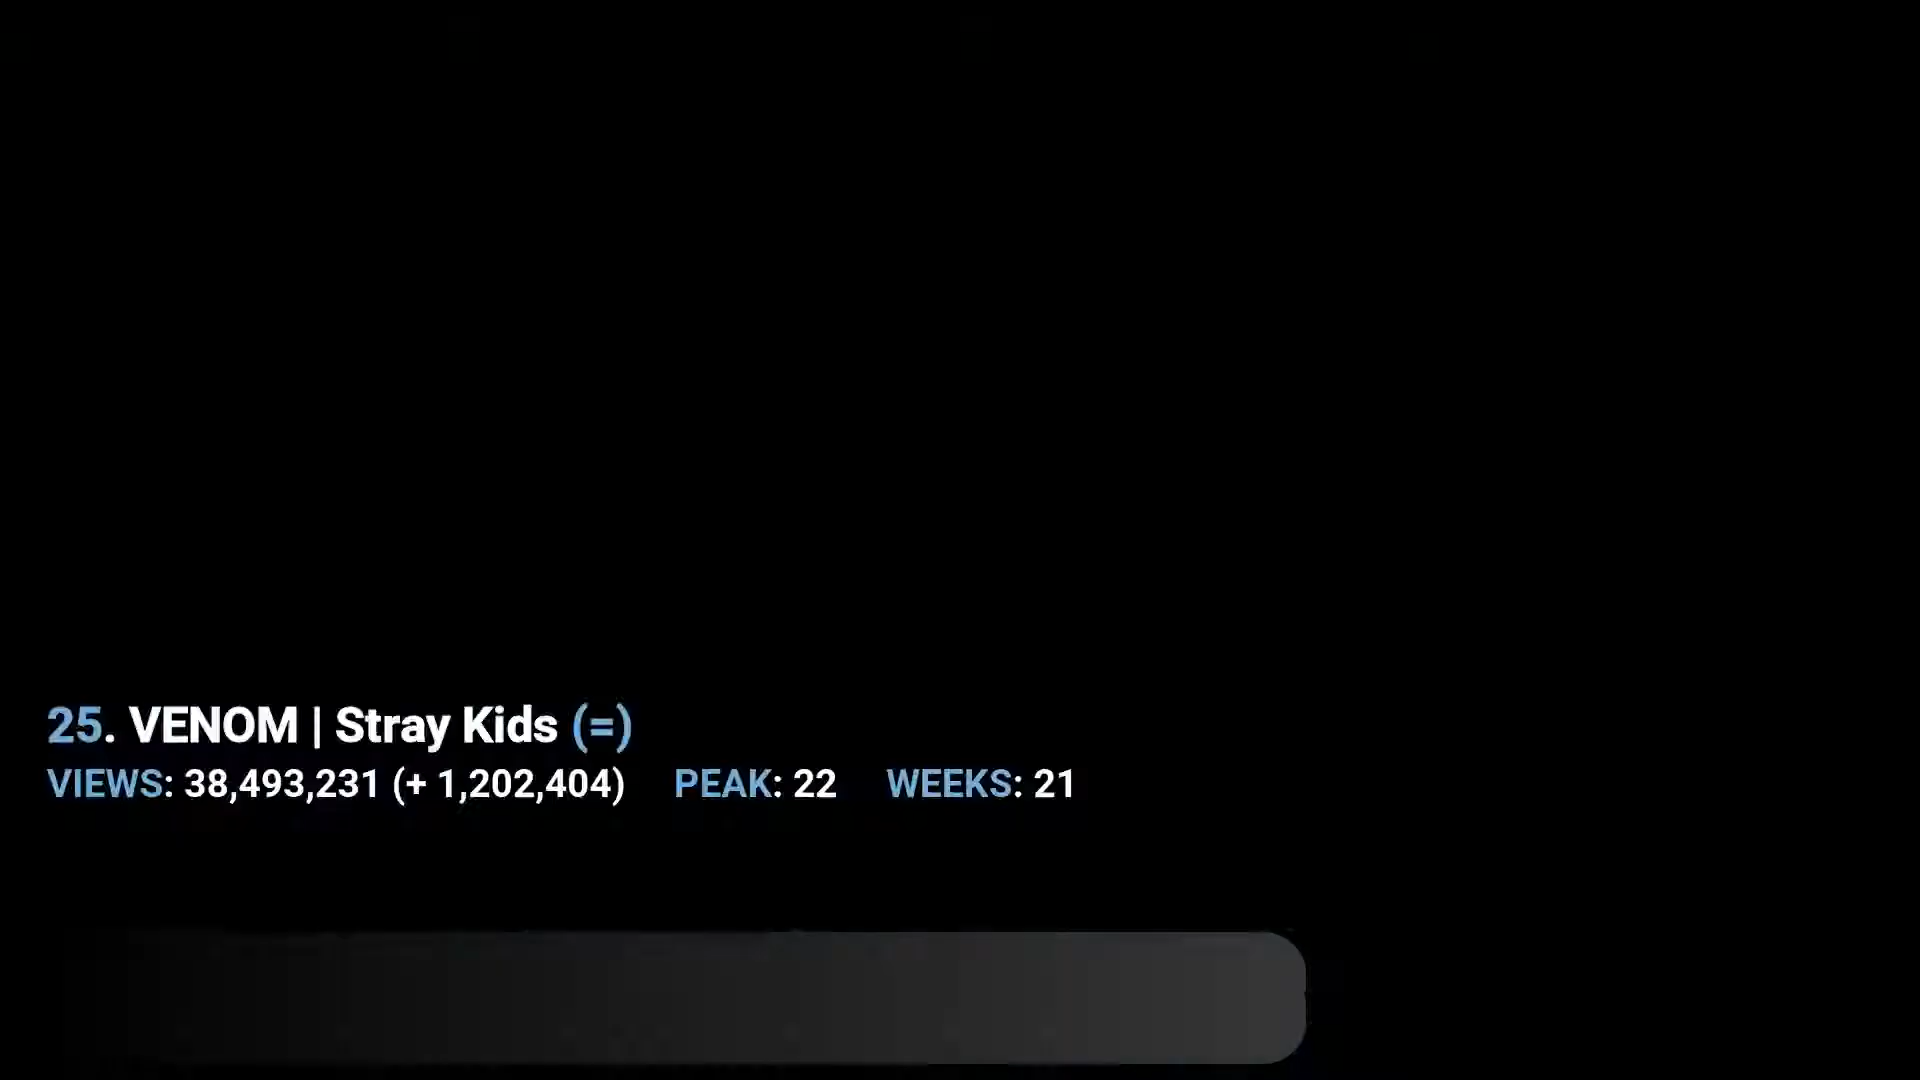 25. VENOM | Stray Kids (=)
VIEWS: 38,493,231 (+ 1,202,404) PEAK: 22 WEEKS: 21